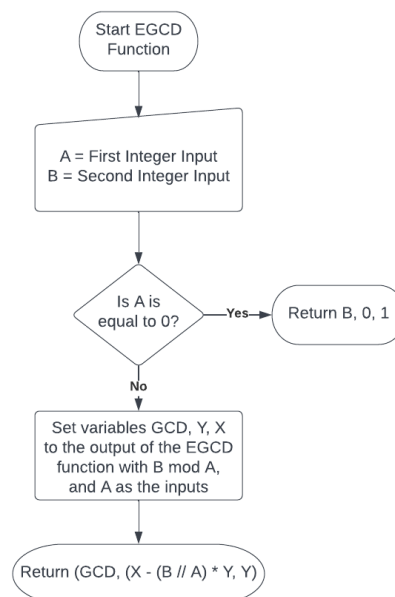 Start EGCD
Function
A = First Integer Input
B = Second Integer Input
Is A is
equal to 0?
Yes
Return B, 0, 1
No
Set variables GCD, Y, X
to the output of the EGCD
function with B mod A,
and A as the inputs
Return (GCD, (X - (B // A) * Y, Y)